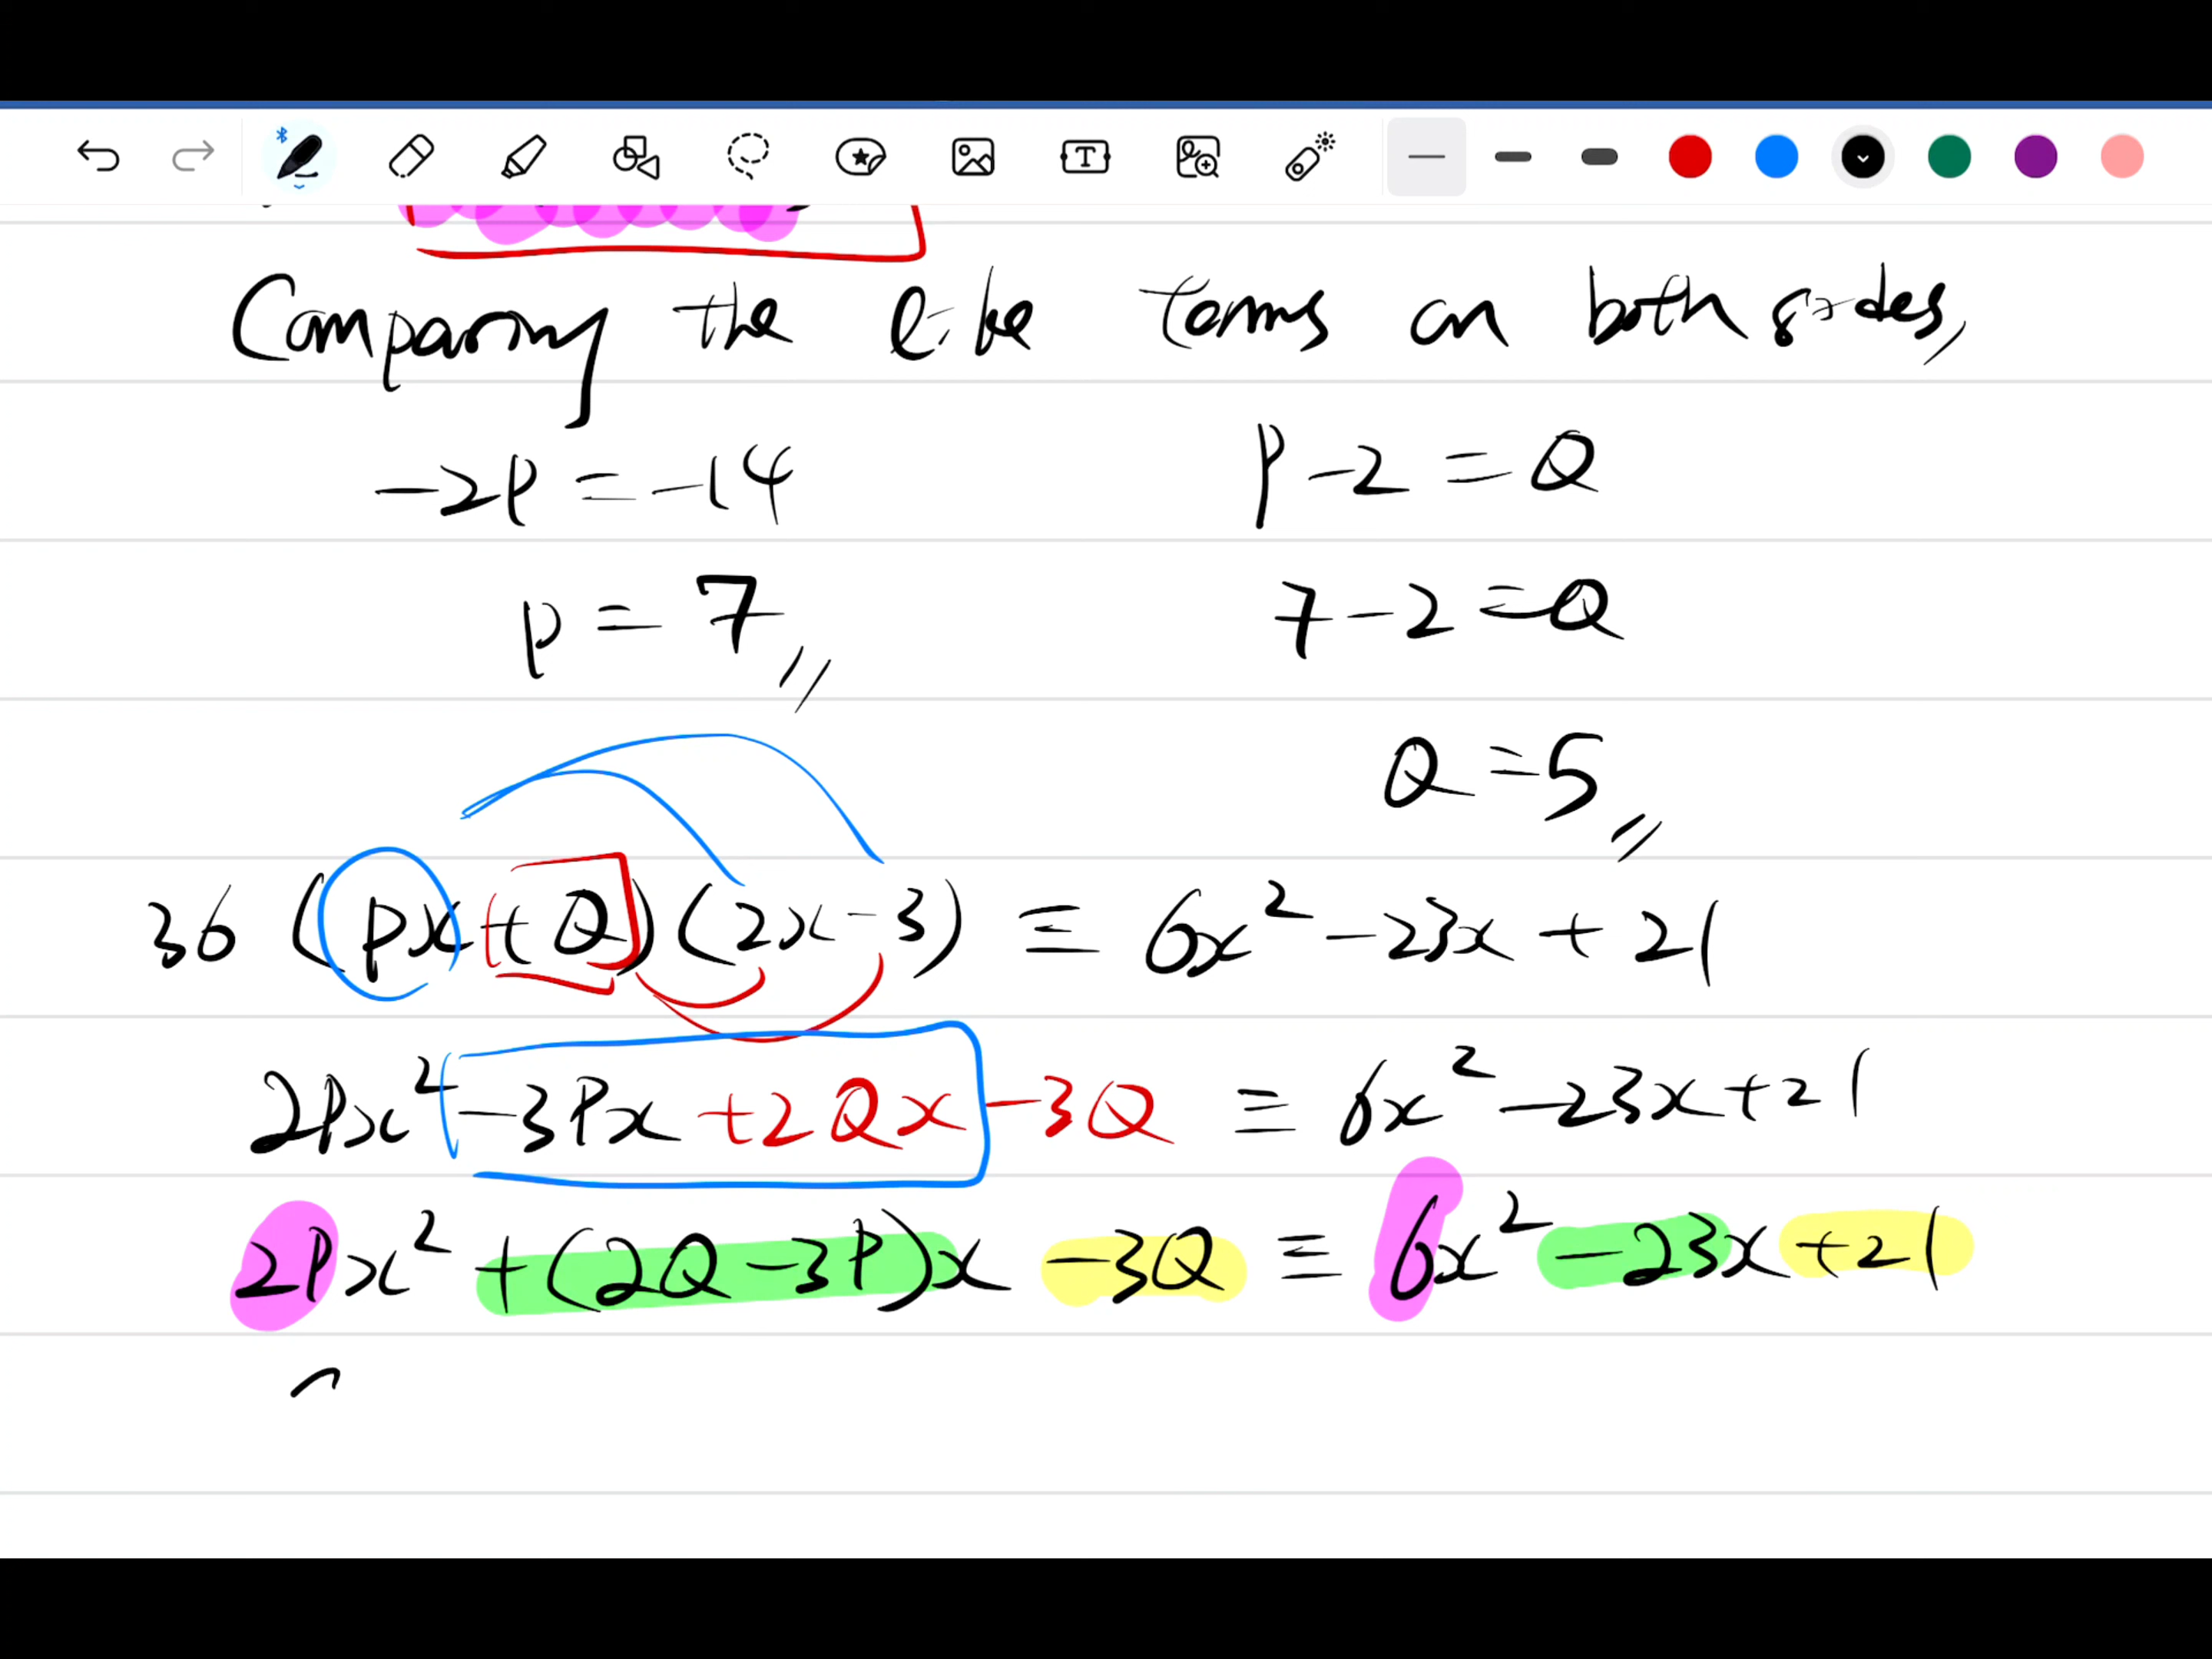 Comparing the like terms on both sides,
-2P = -14
P - 2 = Q
P = 7
7 - 2 = Q
Q = 5
36 (Px + Q)(2x - 3) ≡ 6x² - 23x + 21
2Px² - 3Px + 2Qx - 3Q ≡ 6x² - 23x + 21
2Px² + (2Q - 3P)x - 3Q ≡ 6x² - 23x + 21